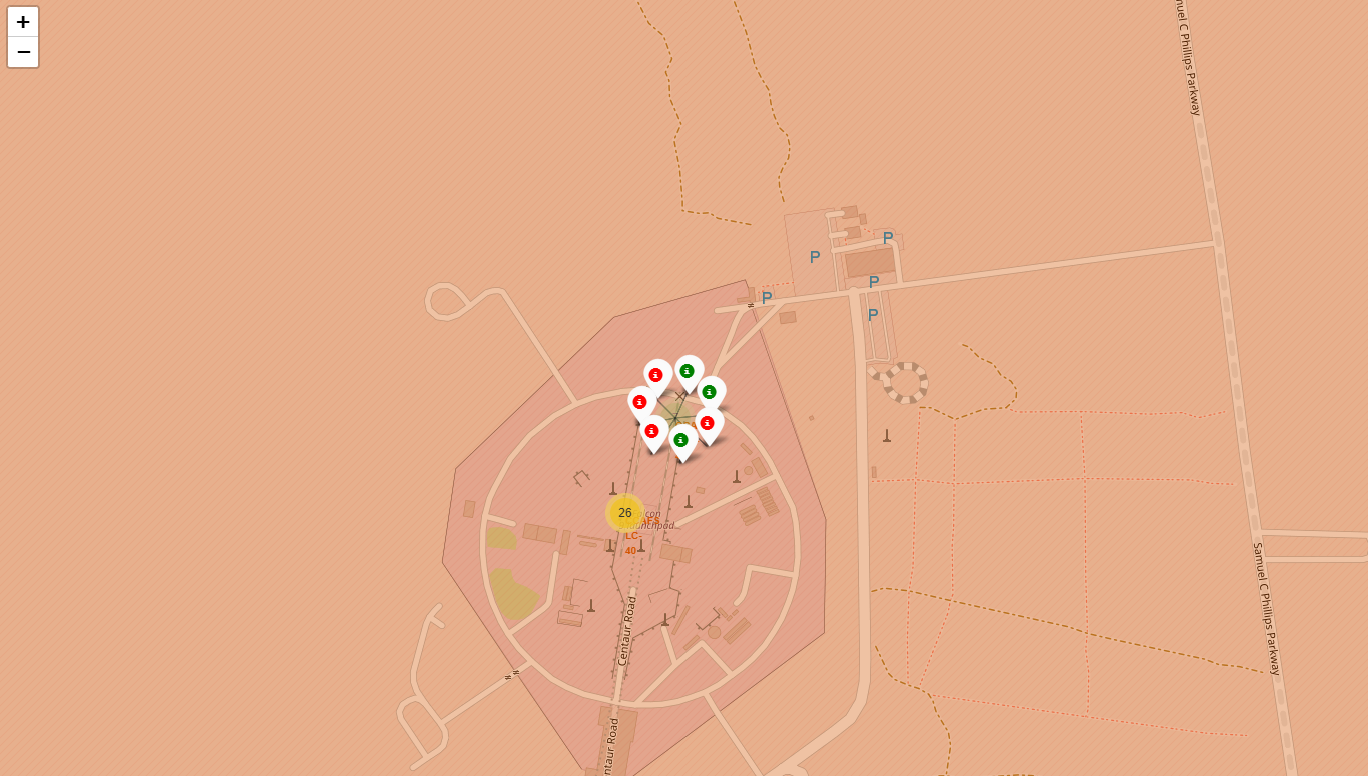 +
−
Samuel C Phillips Parkway
P
P
P
P
P
26
LC-
40
Centaur Road
Samuel C Phillips Parkway
Centaur Road